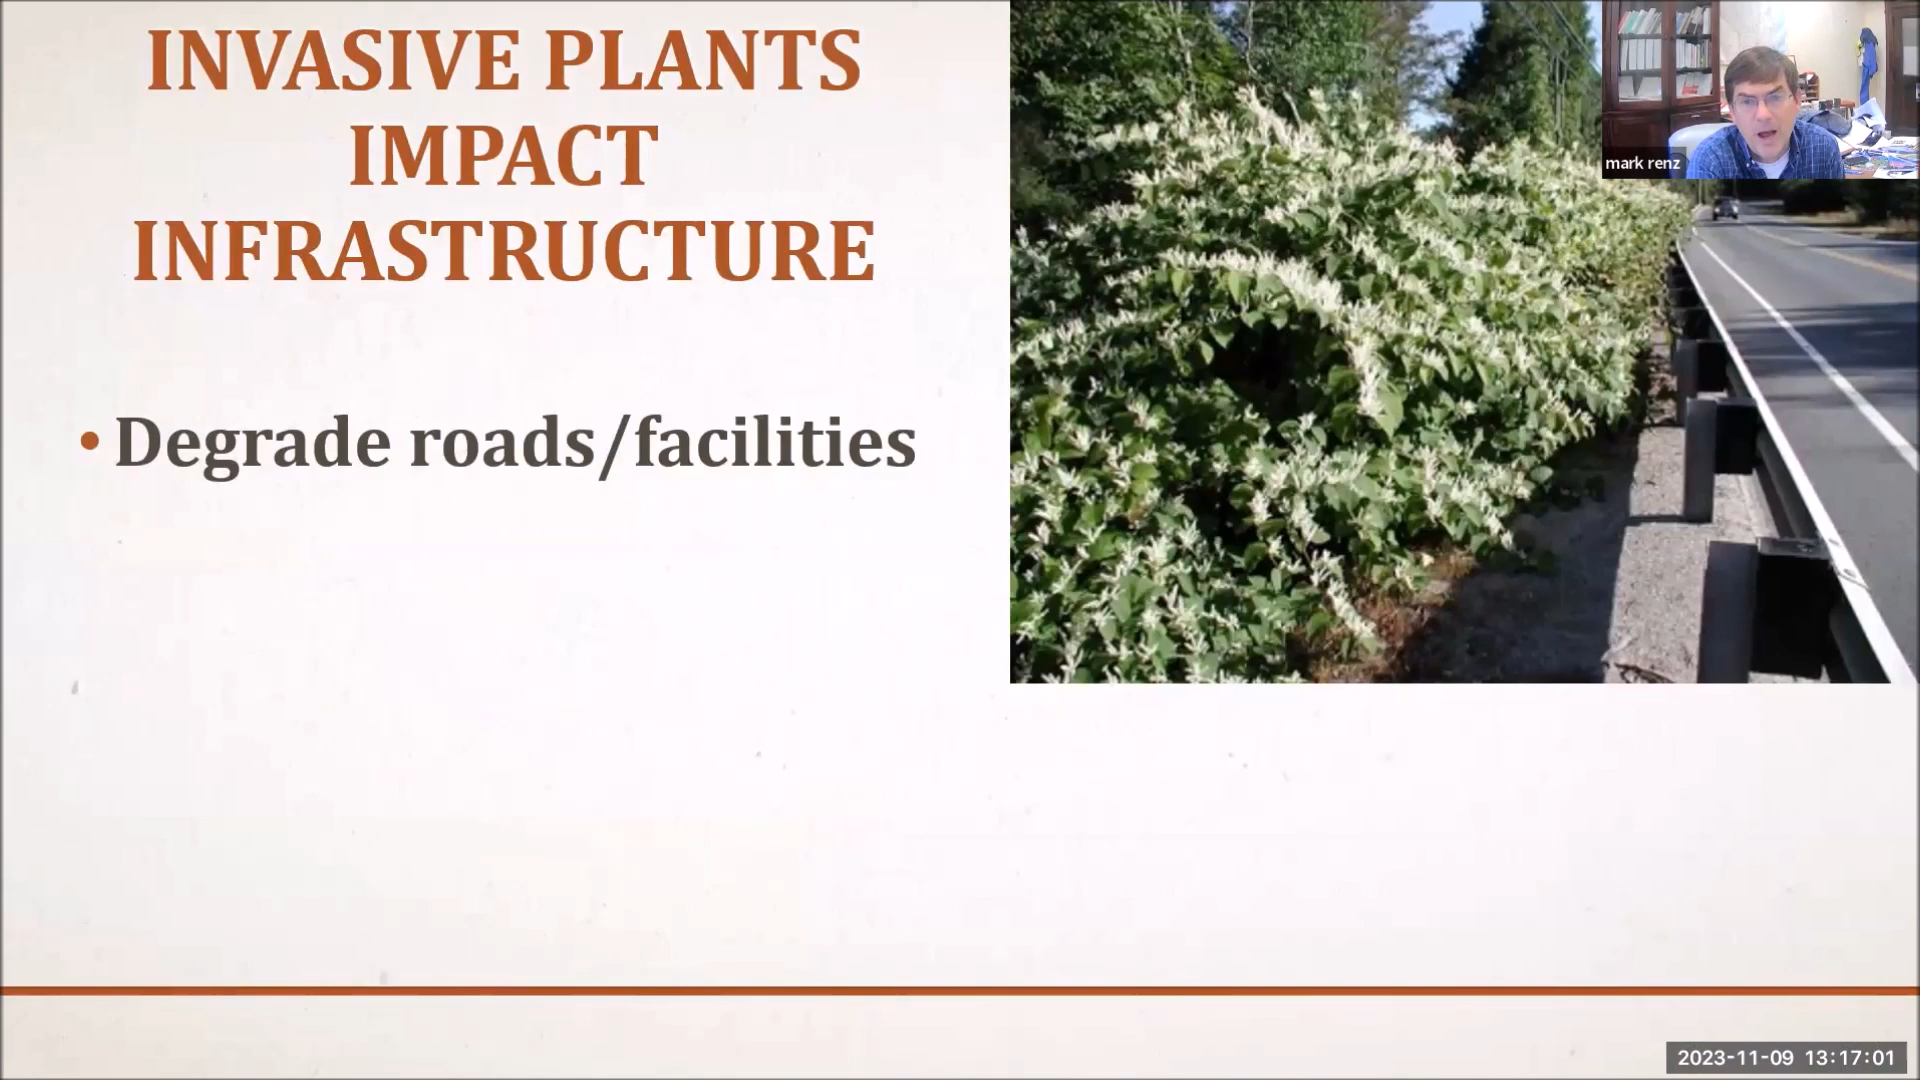 INVASIVE PLANTS
IMPACT
INFRASTRUCTURE
mark renz
• Degrade roads/facilities
2023-11-09 13:17:01